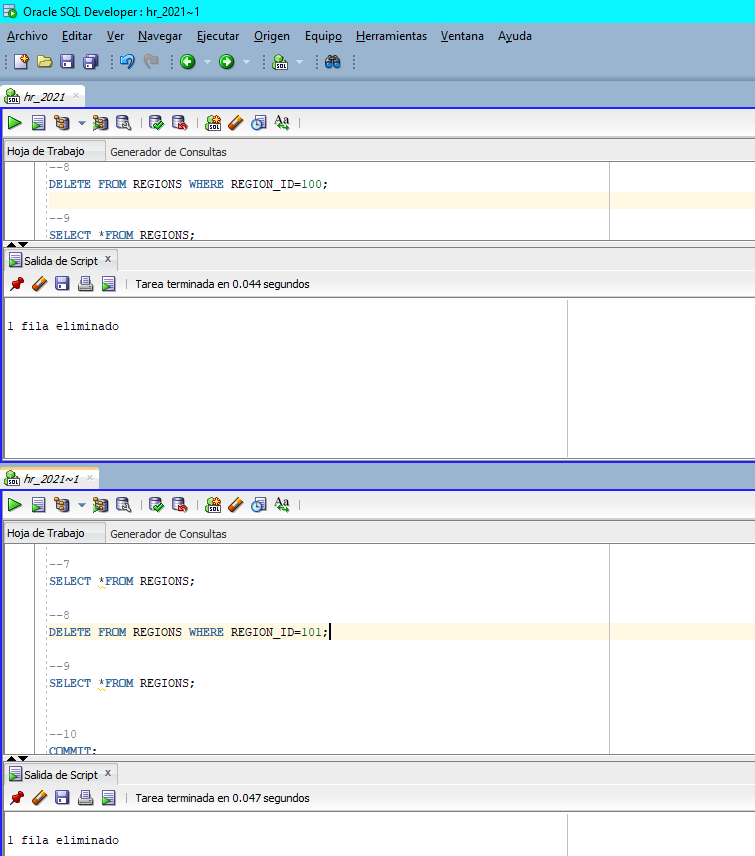 Oracle SQL Developer : hr_2021~1
Archivo Editar Ver Navegar Ejecutar Origen Equipo Herramientas Ventana Ayuda
hr_2021
Hoja de Trabajo Generador de Consultas
--8
DELETE FROM REGIONS WHERE REGION_ID=100;
--9
SELECT *FROM REGIONS;
Salida de Script
Tarea terminada en 0.044 segundos
1 fila eliminado
hr_2021~1
Hoja de Trabajo Generador de Consultas
--7
SELECT *FROM REGIONS;
--8
DELETE FROM REGIONS WHERE REGION_ID=101;
--9
SELECT *FROM REGIONS;
--10
COMMIT;
Salida de Script
Tarea terminada en 0.047 segundos
1 fila eliminado